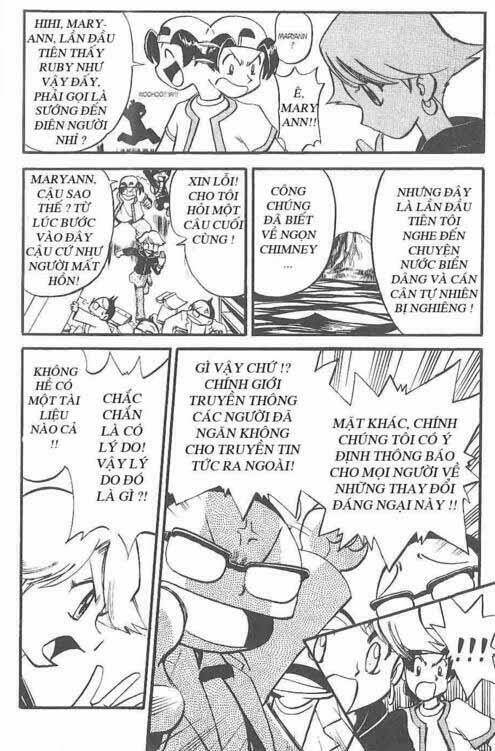 HIHI, MARY-
ANN, LẦN ĐẦU
TIÊN THẤY
RUBY NHƯ
VẬY ĐẤY,
PHẢI GỌI LÀ
SƯỚNG ĐẾN
ĐIÊN NGƯỜI
NHỈ ?
MARYANN
?
Ê,
MARY
ANN!!
MARYANN,
CẬU SAO
THẾ ? TỪ
LÚC BƯỚC
VÀO ĐÂY
CẬU CỨ NHƯ
NGƯỜI MẤT
HỒN!
XIN LỖI!
CHO TÔI
HỎI MỘT
CÂU CUỐI
CÙNG !
CÔNG
CHÚNG
ĐÃ BIẾT
VỀ NGỌN
CHIMNEY
...
NHƯNG ĐÂY
LÀ LẦN ĐẦU
TIÊN TÔI
NGHE ĐẾN
CHUYỆN
NƯỚC BIỂN
DÂNG VÀ CÁN
CÂN TỰ NHIÊN
BỊ NGHIÊNG !
KHÔNG
HỀ CÓ
MỘT TÀI
LIỆU
NÀO CẢ
!!
CHẮC
CHẮN
LÀ CÓ
LÝ DO!
VẬY LÝ
DO ĐÓ
LÀ GÌ ?!
GÌ VẬY CHỨ !?
CHÍNH GIỚI
TRUYỀN THÔNG
CÁC NGƯỜI ĐÃ
NGĂN KHÔNG
CHO TRUYỀN TIN
TỨC RA NGOÀI!
MẶT KHÁC, CHÍNH
CHÚNG TÔI CÓ Ý
ĐỊNH THÔNG BÁO
CHO MỌI NGƯỜI VỀ
NHỮNG THAY ĐỔI
ĐÁNG NGẠI NÀY !!
!!!